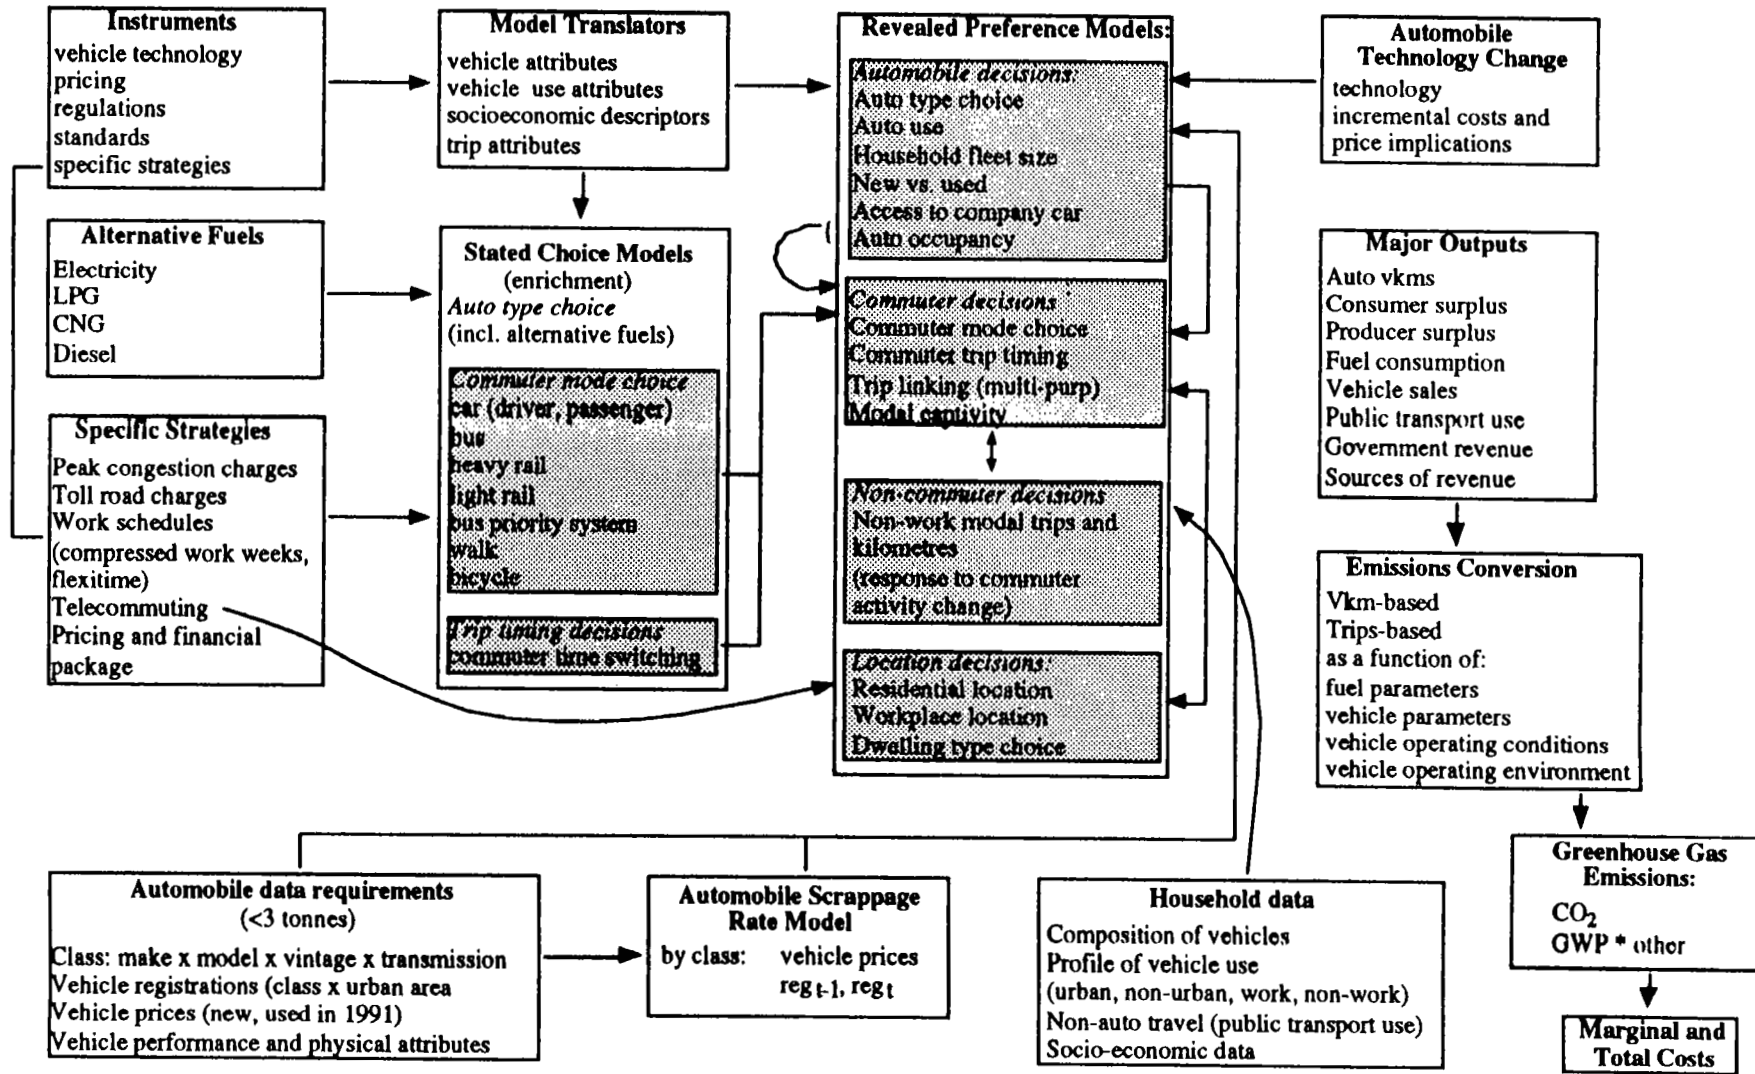 Instruments
vehicle technology
pricing
regulations
standards
specific strategies
Model Translators
vehicle attributes
vehicle use attributes
socioeconomic descriptors
trip attributes
Revealed Preference Models:
Automobile decisions:
Auto type choice
Auto use
Household fleet size
New vs. used
Access to company car
Auto occupancy
Commuter decisions
Commuter mode choice
Commuter trip timing
Trip linking (multi-purp)
Modal captivity
Non-commuter decisions
Non-work modal trips and
kilometres
(response to commuter
activity change)
Location decisions:
Residential location
Workplace location
Dwelling type choice
Automobile
Technology Change
technology
incremental costs and
price implications
Alternative Fuels
Electricity
LPG
CNG
Diesel
Stated Choice Models
(enrichment)
Auto type choice
(incl. alternative fuels)
Commuter mode choice
car (driver, passenger)
bus
heavy rail
light rail
bus priority system
walk
bicycle
Trip timing decisions
commuter time switching
Specific Strategies
Peak congestion charges
Toll road charges
Work schedules
(compressed work weeks,
flexitime)
Telecommuting
Pricing and financial
package
Major Outputs
Auto vkms
Consumer surplus
Producer surplus
Fuel consumption
Vehicle sales
Public transport use
Government revenue
Sources of revenue
Emissions Conversion
Vkm-based
Trips-based
as a function of:
fuel parameters
vehicle parameters
vehicle operating conditions
vehicle operating environment
Greenhouse Gas
Emissions:
CO2
GWP * other
Marginal and
Total Costs
Automobile data requirements
(<3 tonnes)
Class: make x model x vintage x transmission
Vehicle registrations (class x urban area
Vehicle prices (new, used in 1991)
Vehicle performance and physical attributes
Automobile Scrappage
Rate Model
by class: vehicle prices
reg t-1, reg t
Household data
Composition of vehicles
Profile of vehicle use
(urban, non-urban, work, non-work)
Non-auto travel (public transport use)
Socio-economic data